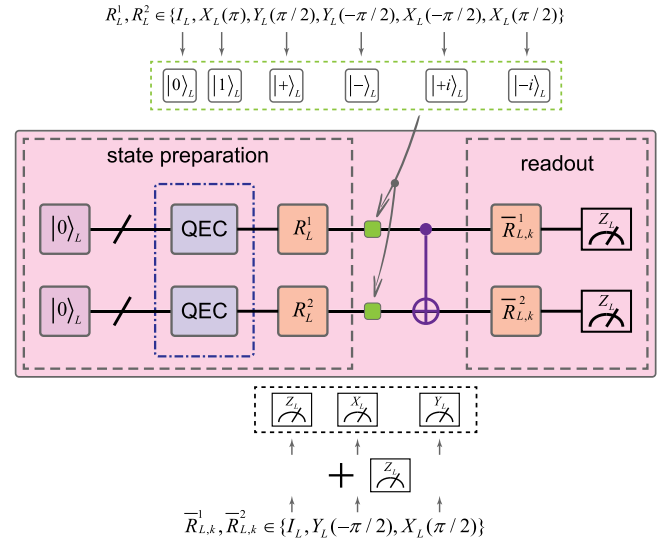 R_L^1, R_L^2 ∈ {I_L, X_L(π), Y_L(π/2), Y_L(−π/2), X_L(−π/2), X_L(π/2)}
|0⟩_L |1⟩_L |+⟩_L |−⟩_L |+i⟩_L |−i⟩_L
state preparation readout
|0⟩_L QEC R_L^1 R̅_{L,k}^1 Z_L
|0⟩_L QEC R_L^2 R̅_{L,k}^2 Z_L
Z_L X_L Y_L
+ Z_L
R̅_{L,k}^1, R̅_{L,k}^2 ∈ {I_L, Y_L(−π/2), X_L(π/2)}